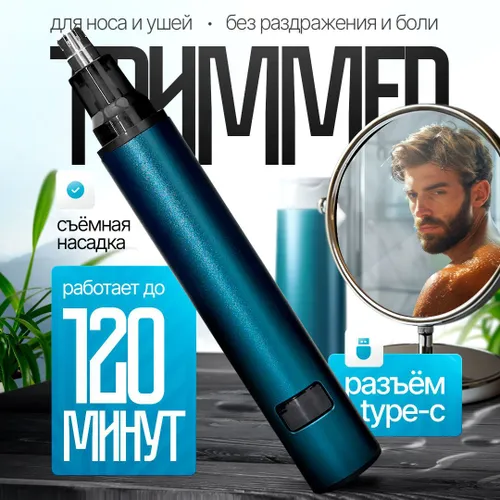 для носа и ушей • без раздражения и боли
ТРИММЕР
съёмная
насадка
работает до
120
МИНУТ
разъём
type-c